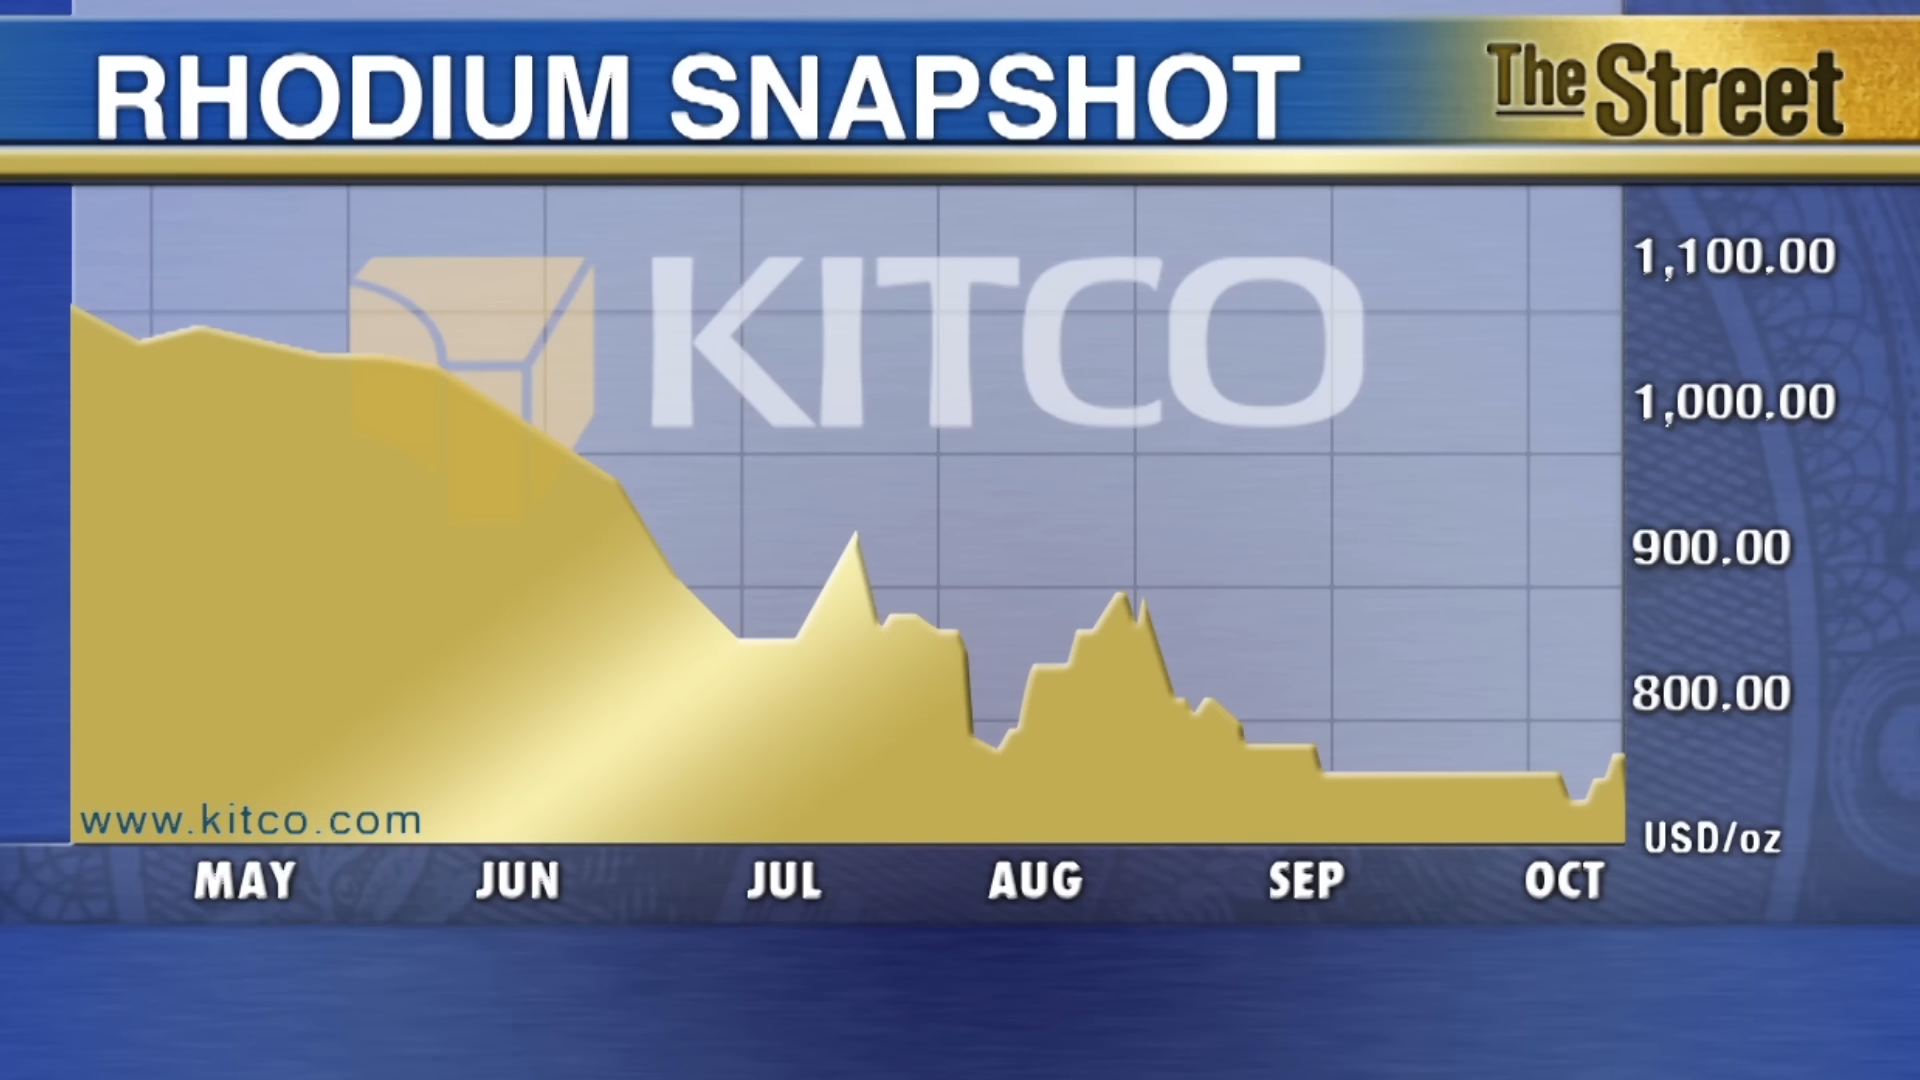 RHODIUM SNAPSHOT
The Street
KITCO
1,100.00
1,000.00
900.00
800.00
USD/oz
www.kitco.com
MAY JUN JUL AUG SEP OCT